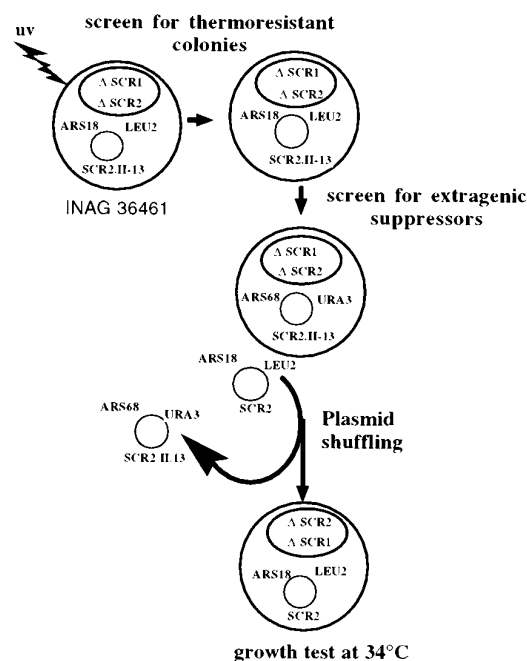 uv
screen for thermoresistant
colonies
Δ SCR1
Δ SCR2
ARS18 LEU2
SCR2.II-13
INAG 36461
Δ SCR1
Δ SCR2
ARS18 LEU2
SCR2.II-13
screen for extragenic
suppressors
Δ SCR1
Δ SCR2
ARS68 URA3
SCR2.II-13
ARS18 LEU2
SCR2
ARS68 URA3
SCR2 II.13
Plasmid
shuffling
Δ SCR2
Δ SCR1
ARS18 LEU2
SCR2
growth test at 34°C